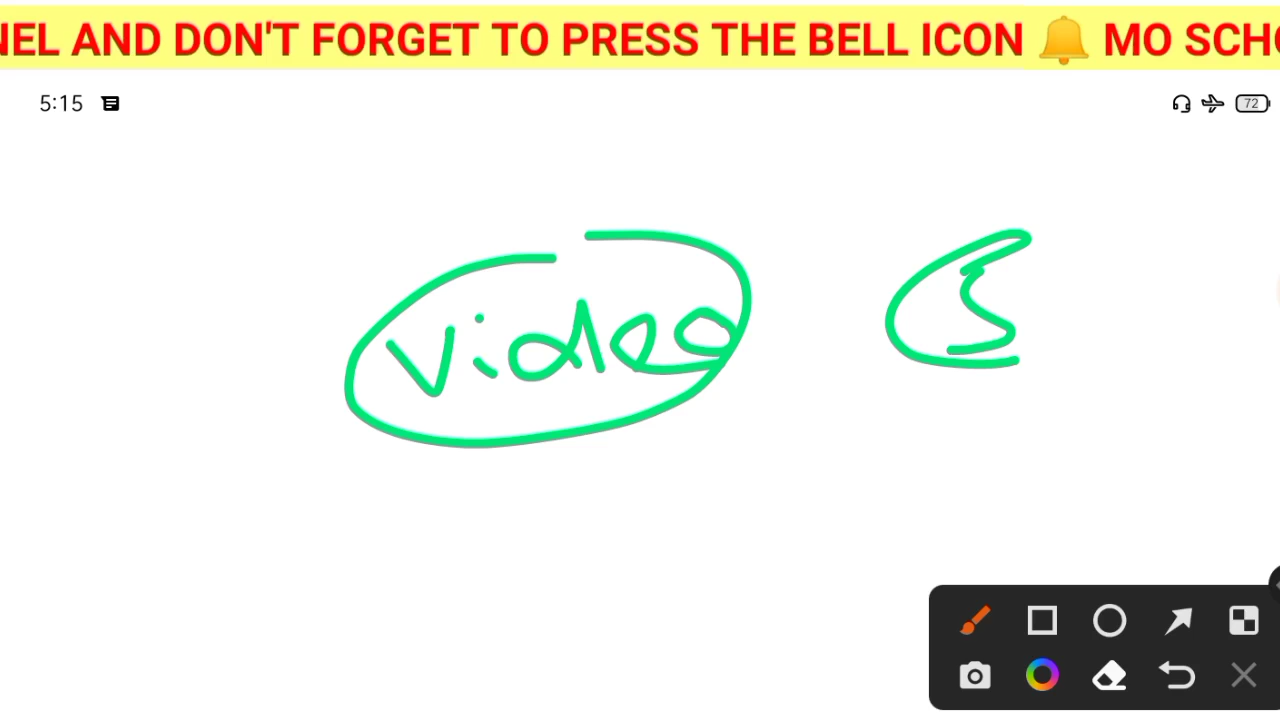 NEL AND DON'T FORGET TO PRESS THE BELL ICON 🔔 MO SCHO
5:15 72
video